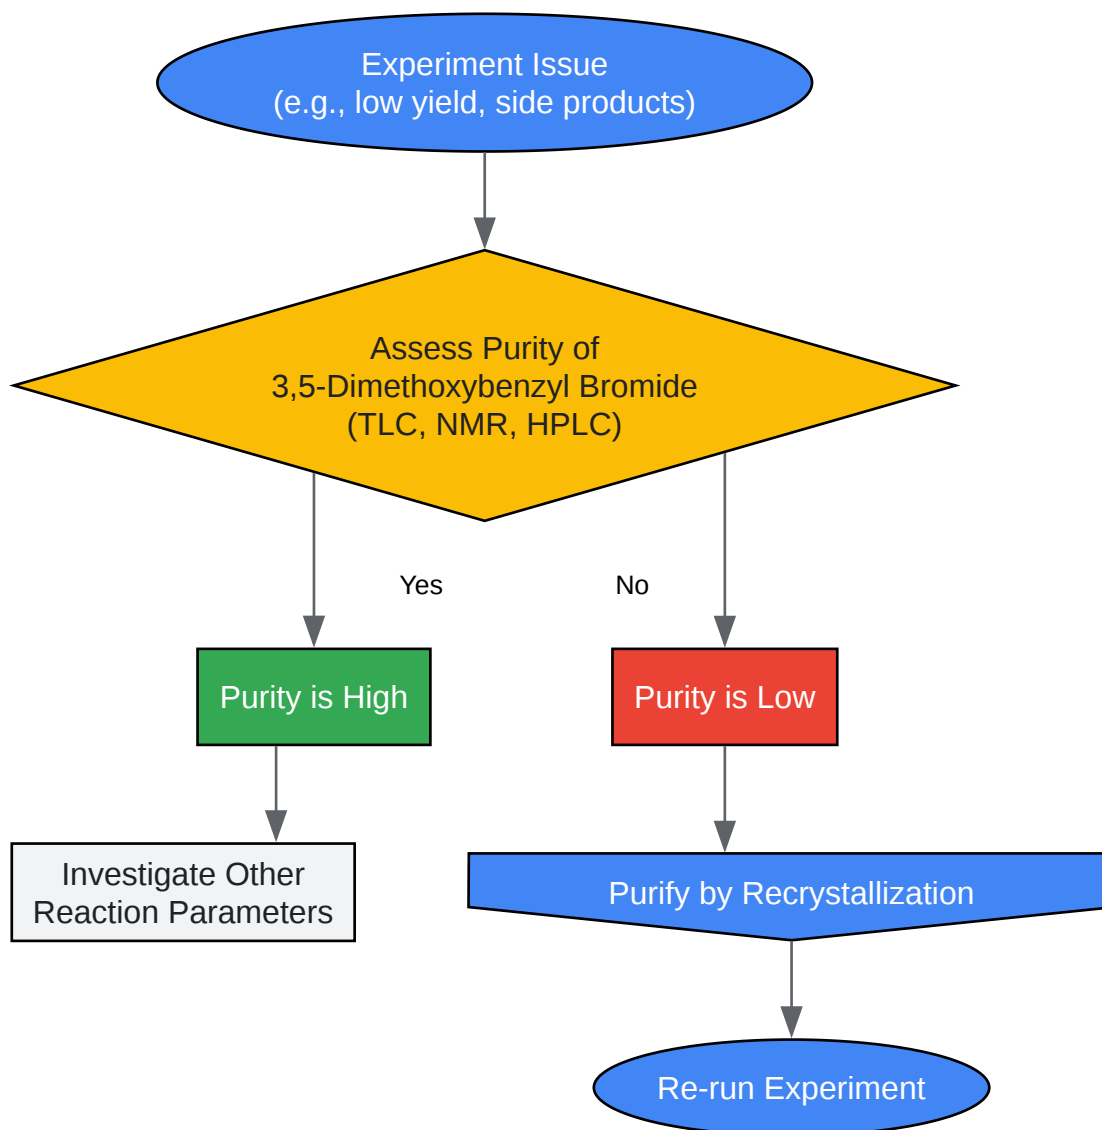 Experiment Issue
(e.g., low yield, side products)
Assess Purity of
3,5-Dimethoxybenzyl Bromide
(TLC, NMR, HPLC)
Yes
No
Purity is High
Purity is Low
Investigate Other
Reaction Parameters
Purify by Recrystallization
Re-run Experiment